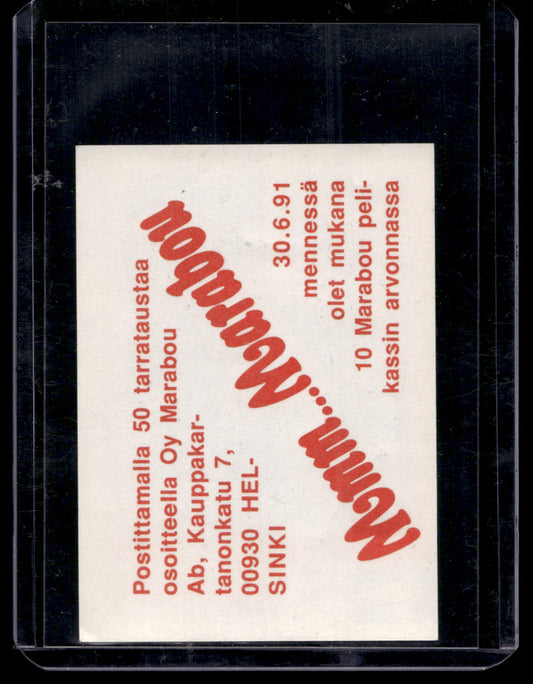 Postittamalla 50 tarrataustaa
osoitteella Oy Marabou
Ab, Kauppakar-
tanonkatu 7,
00930 HEL-
SINKI
Mmm...Marabou
30.6.91
mennessä
olet mukana
10 Marabou peli-
kassin arvonnassa